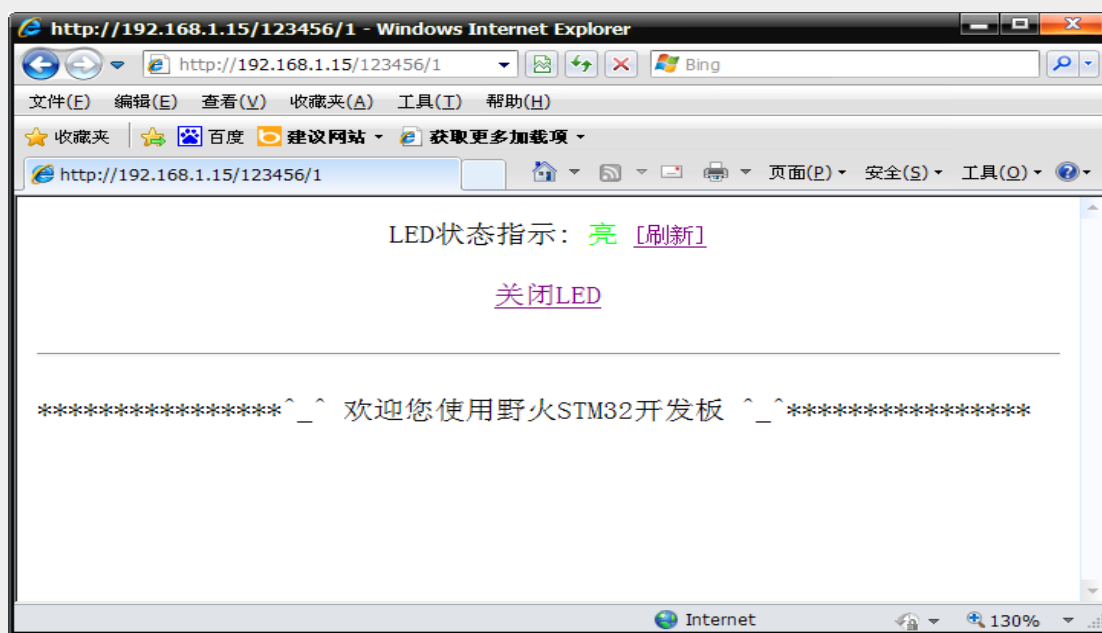 http://192.168.1.15/123456/1 - Windows Internet Explorer
http://192.168.1.15/123456/1 Bing
文件(F) 编辑(E) 查看(V) 收藏夹(A) 工具(T) 帮助(H)
收藏夹 百度 建议网站 获取更多加载项
http://192.168.1.15/123456/1 页面(P) 安全(S) 工具(O)
LED状态指示: 亮 [刷新]
关闭LED
****************^_^ 欢迎您使用野火STM32开发板 ^_^****************
Internet 130%